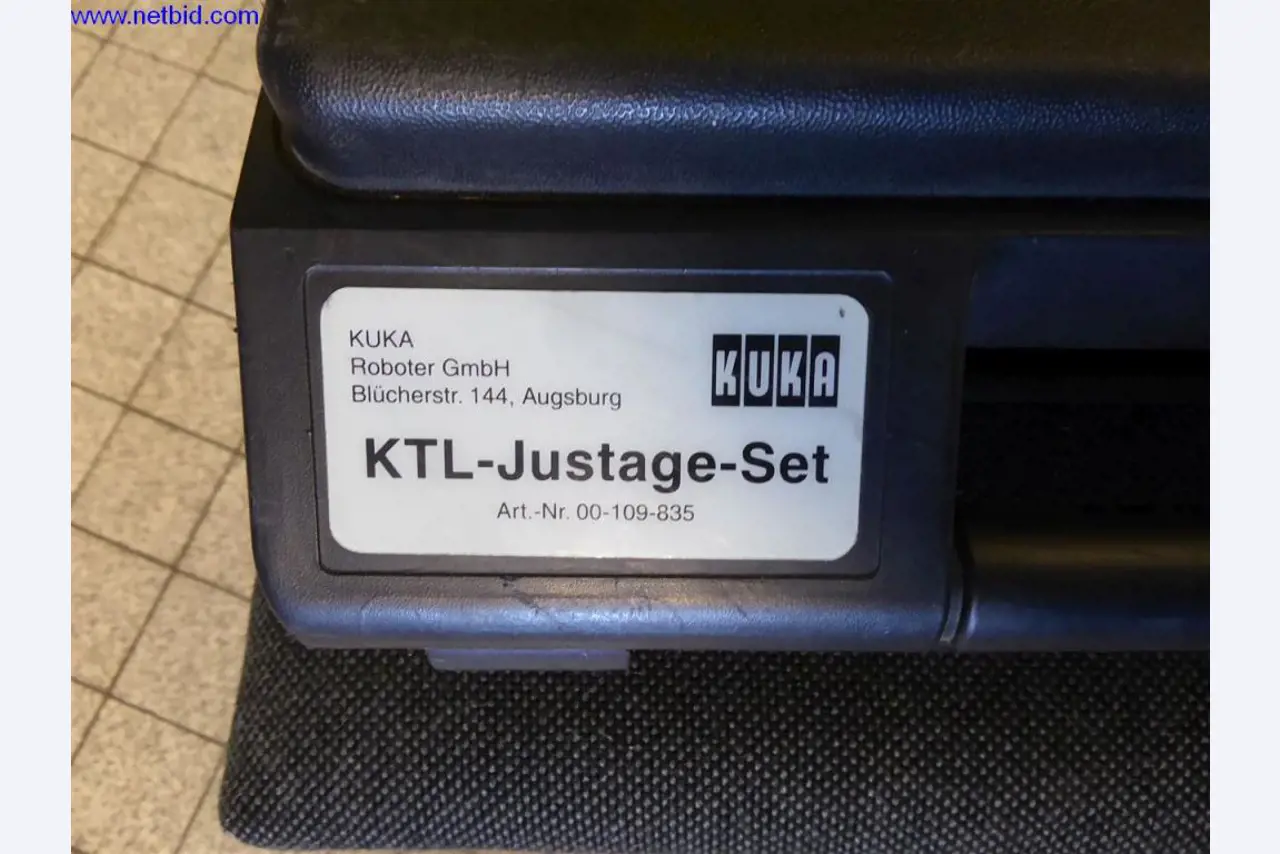 www.netbid.com
KUKA
Roboter GmbH
Blücherstr. 144, Augsburg
KUKA
KTL-Justage-Set
Art.-Nr. 00-109-835